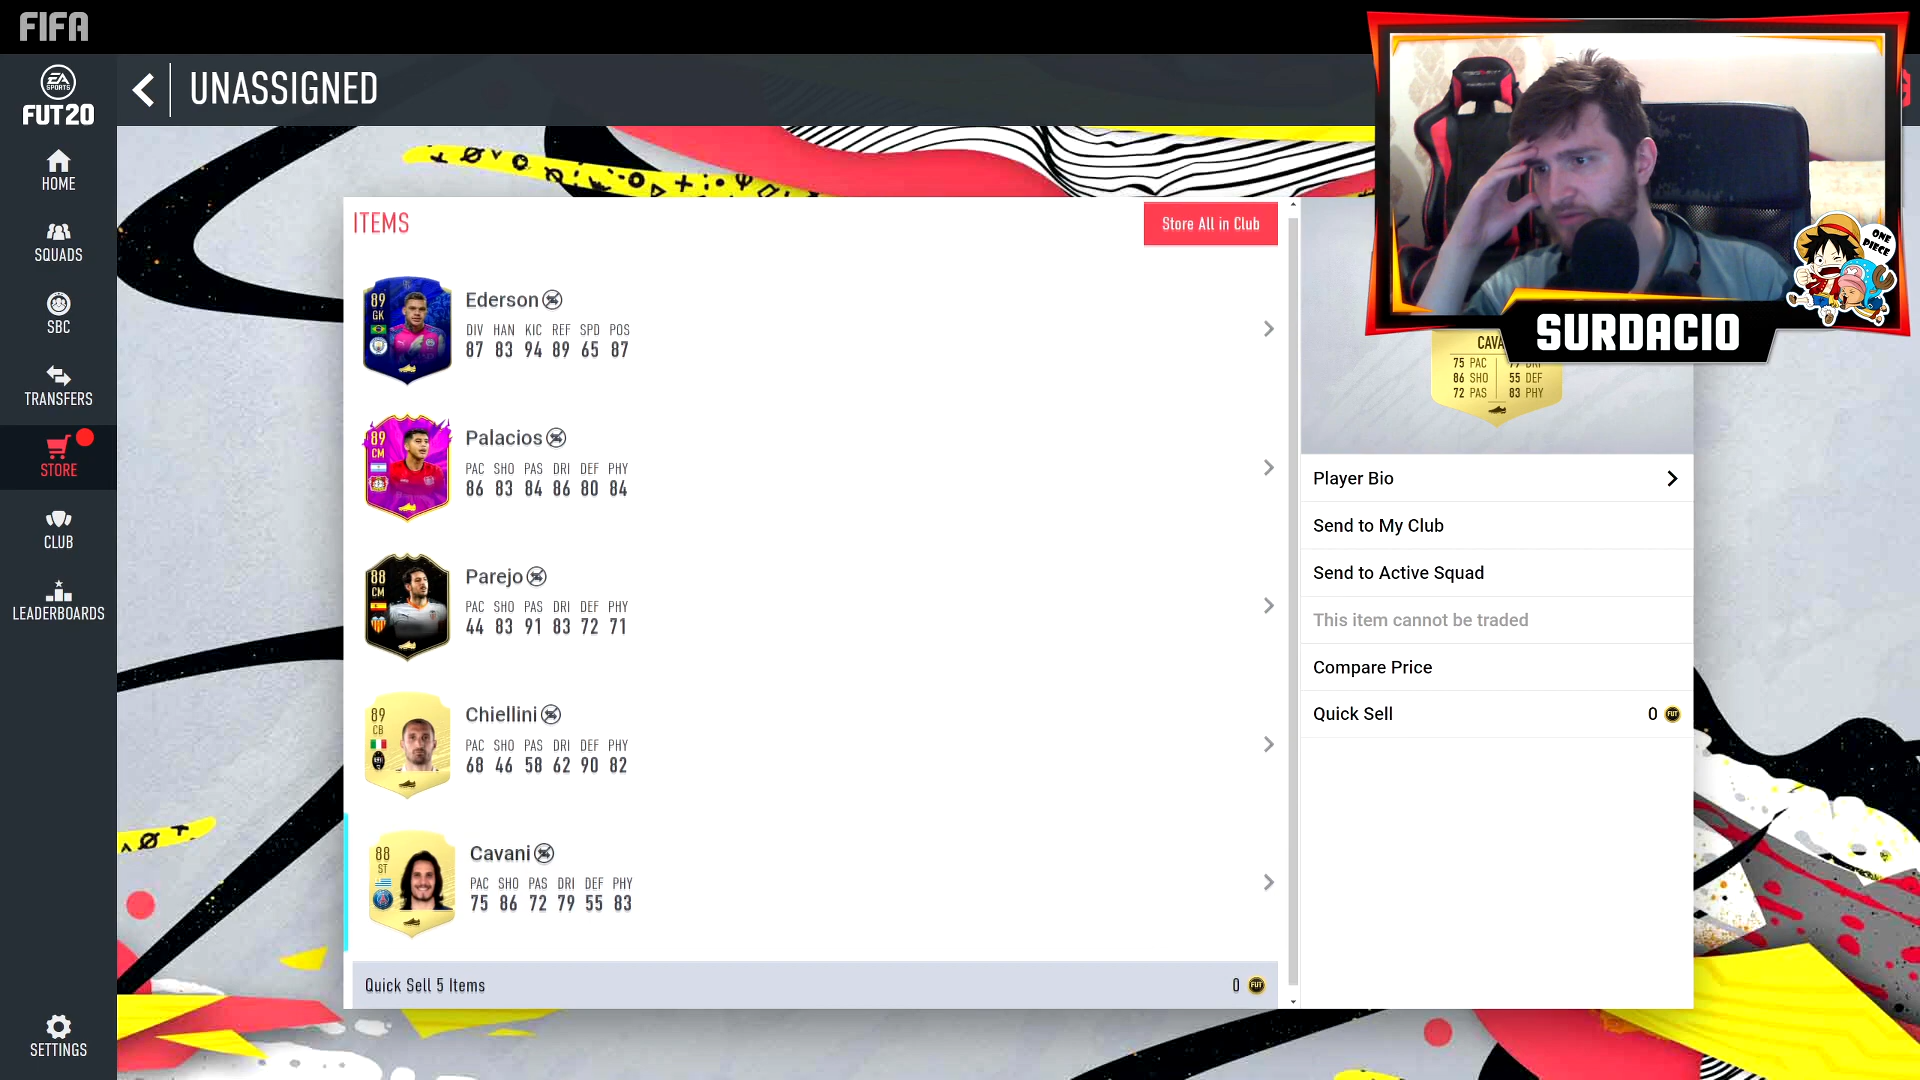 FIFA
EA
SPORTS
FUT20
UNASSIGNED
HOME
SQUADS
SBC
TRANSFERS
STORE
CLUB
LEADERBOARDS
SETTINGS
ITEMS
Store All in Club
89
GK
Ederson
DIV HAN KIC REF SPD POS
87 83 94 89 65 87
89
CM
Palacios
PAC SHO PAS DRI DEF PHY
86 83 84 86 80 84
88
CM
Parejo
PAC SHO PAS DRI DEF PHY
44 83 91 83 72 71
89
CB
Chiellini
PAC SHO PAS DRI DEF PHY
68 46 58 62 90 82
88
ST
Cavani
PAC SHO PAS DRI DEF PHY
75 86 72 79 55 83
Quick Sell 5 Items 0 FUT
ONE
PIECE
SURDACIO
75 PAC
86 SHO 55 DEF
72 PAS 83 PHY
Player Bio
Send to My Club
Send to Active Squad
This item cannot be traded
Compare Price
Quick Sell 0 FUT